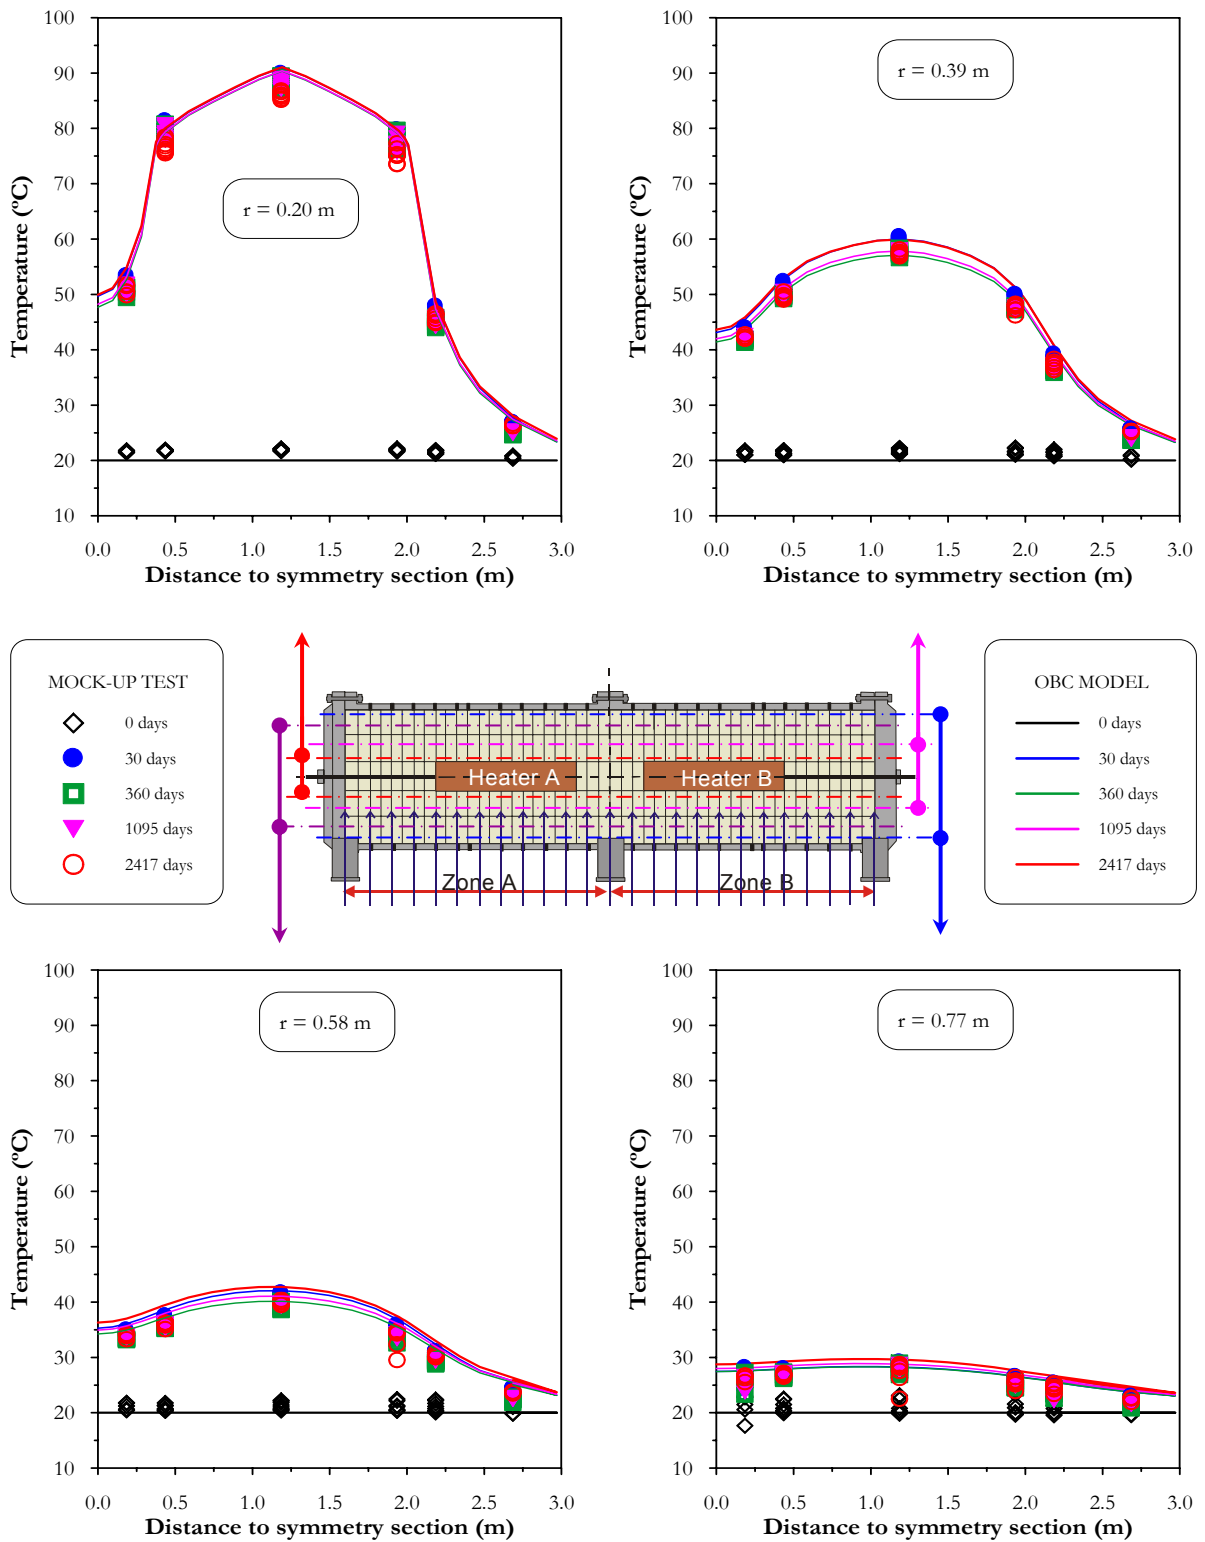 100
90
80
70
60
50
40
30
20
10
Temperature (ºC)
r = 0.20 m
0.0 0.5 1.0 1.5 2.0 2.5 3.0
Distance to symmetry section (m)
100
90
80
70
60
50
40
30
20
10
Temperature (ºC)
r = 0.39 m
0.0 0.5 1.0 1.5 2.0 2.5 3.0
Distance to symmetry section (m)
MOCK-UP TEST
0 days
30 days
360 days
1095 days
2417 days
Heater A
Heater B
Zone A
Zone B
OBC MODEL
0 days
30 days
360 days
1095 days
2417 days
100
90
80
70
60
50
40
30
20
10
Temperature (ºC)
r = 0.58 m
0.0 0.5 1.0 1.5 2.0 2.5 3.0
Distance to symmetry section (m)
100
90
80
70
60
50
40
30
20
10
Temperature (ºC)
r = 0.77 m
0.0 0.5 1.0 1.5 2.0 2.5 3.0
Distance to symmetry section (m)